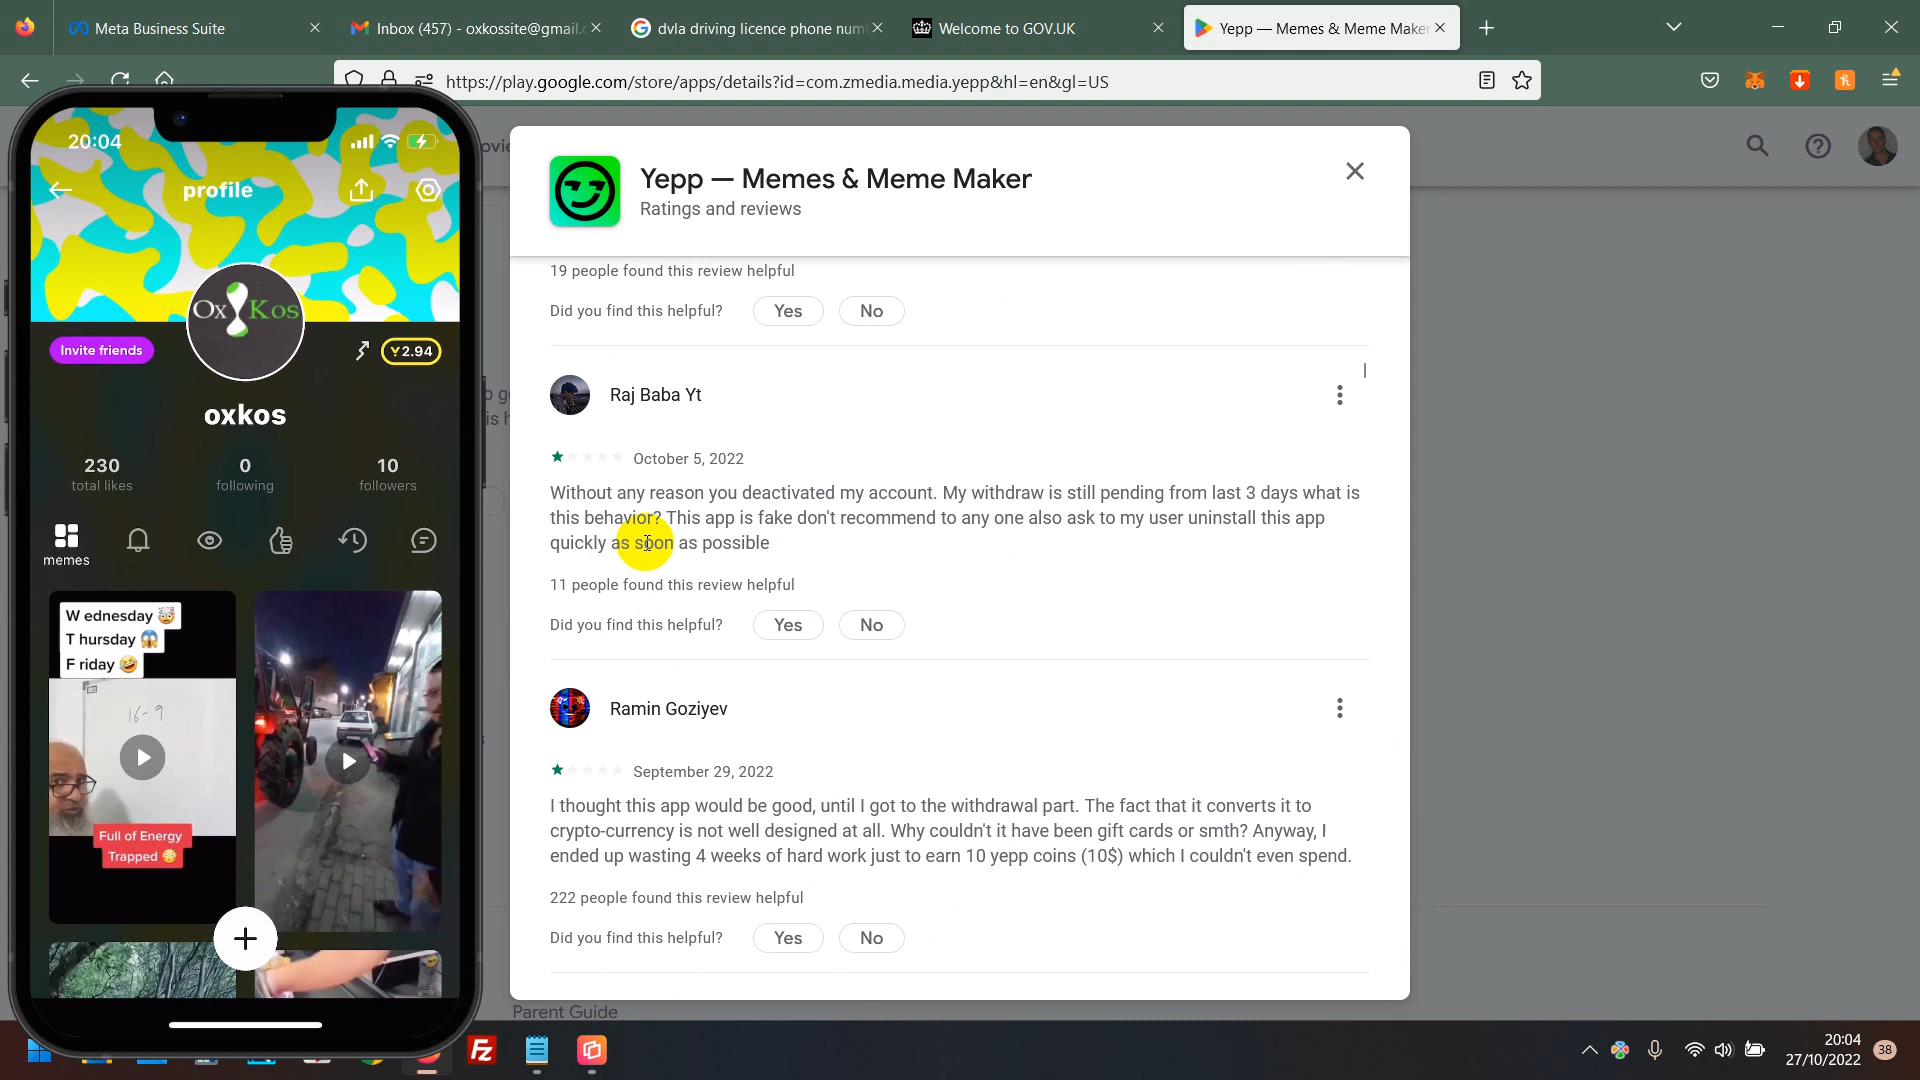 Meta Business Suite
Inbox (457) - oxkossite@gmail.c
dvla driving licence phone num
Welcome to GOV.UK
Yepp — Memes & Meme Maker
https://play.google.com/store/apps/details?id=com.zmedia.media.yepp&hl=en&gl=US
20:04
profile
Ox Kos
Invite friends
Y2.94
oxkos
230
total likes
0
following
10
followers
memes
W ednesday 🤯
T hursday 😱
F riday 🤣
16-9
Full of Energy
Trapped 😳
Yepp — Memes & Meme Maker
Ratings and reviews
19 people found this review helpful
Did you find this helpful? Yes No
Raj Baba Yt
October 5, 2022
Without any reason you deactivated my account. My withdraw is still pending from last 3 days what is
this behavior? This app is fake don't recommend to any one also ask to my user uninstall this app
quickly as soon as possible
11 people found this review helpful
Did you find this helpful? Yes No
Ramin Goziyev
September 29, 2022
I thought this app would be good, until I got to the withdrawal part. The fact that it converts it to
crypto-currency is not well designed at all. Why couldn't it have been gift cards or smth? Anyway, I
ended up wasting 4 weeks of hard work just to earn 10 yepp coins (10$) which I couldn't even spend.
222 people found this review helpful
Did you find this helpful? Yes No
Parent Guide
Fz
20:04
27/10/2022
38